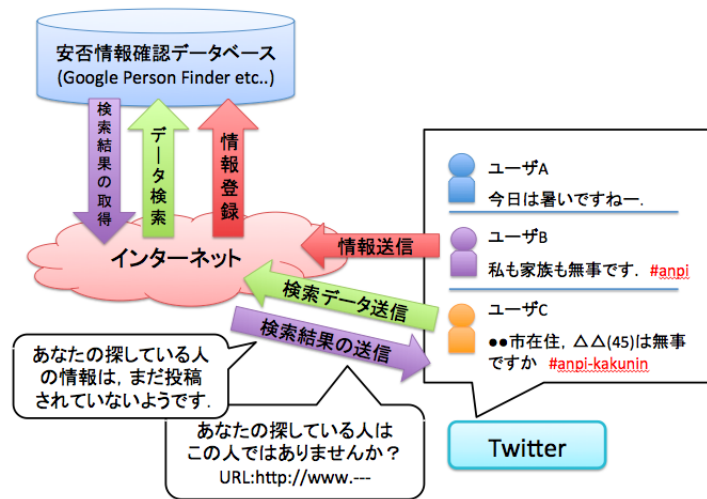 安否情報確認データベース
(Google Person Finder etc..)
検索結果の取得
データ検索
情報登録
インターネット
情報送信
検索データ送信
検索結果の送信
ユーザA
今日は暑いですねー.
ユーザB
私も家族も無事です. #anpi
ユーザC
●●市在住, △△(45)は無事
ですか #anpi-kakunin
あなたの探している人
の情報は, まだ投稿
されていないようです.
あなたの探している人は
この人ではありませんか?
URL:http://www.---
Twitter